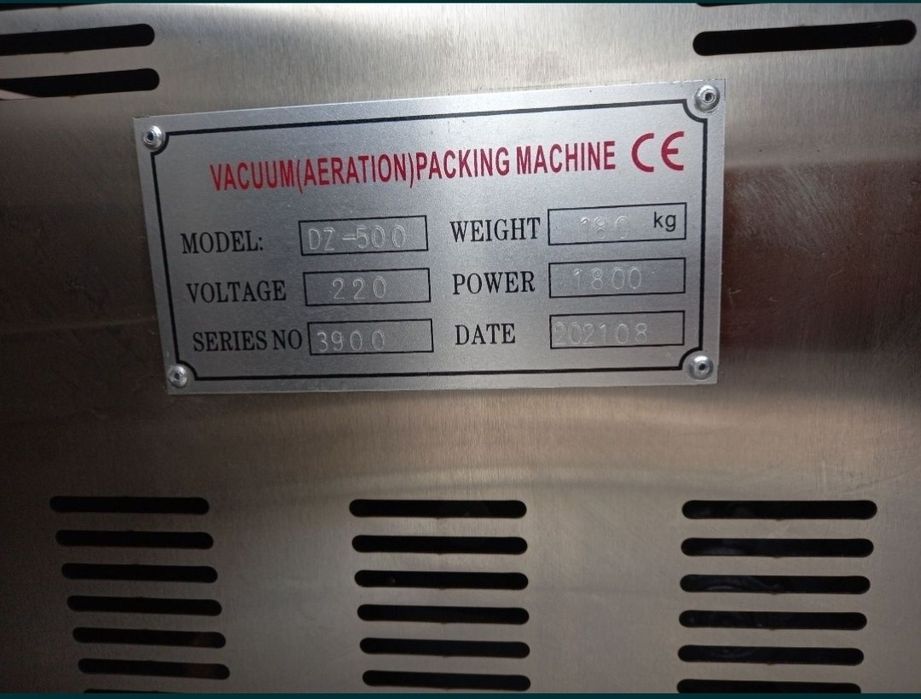 VACUUM(AERATION)PACKING MACHINE CE
MODEL: DZ-500 WEIGHT 180 kg
VOLTAGE 220 POWER 1800
SERIES NO 3900 DATE 202108